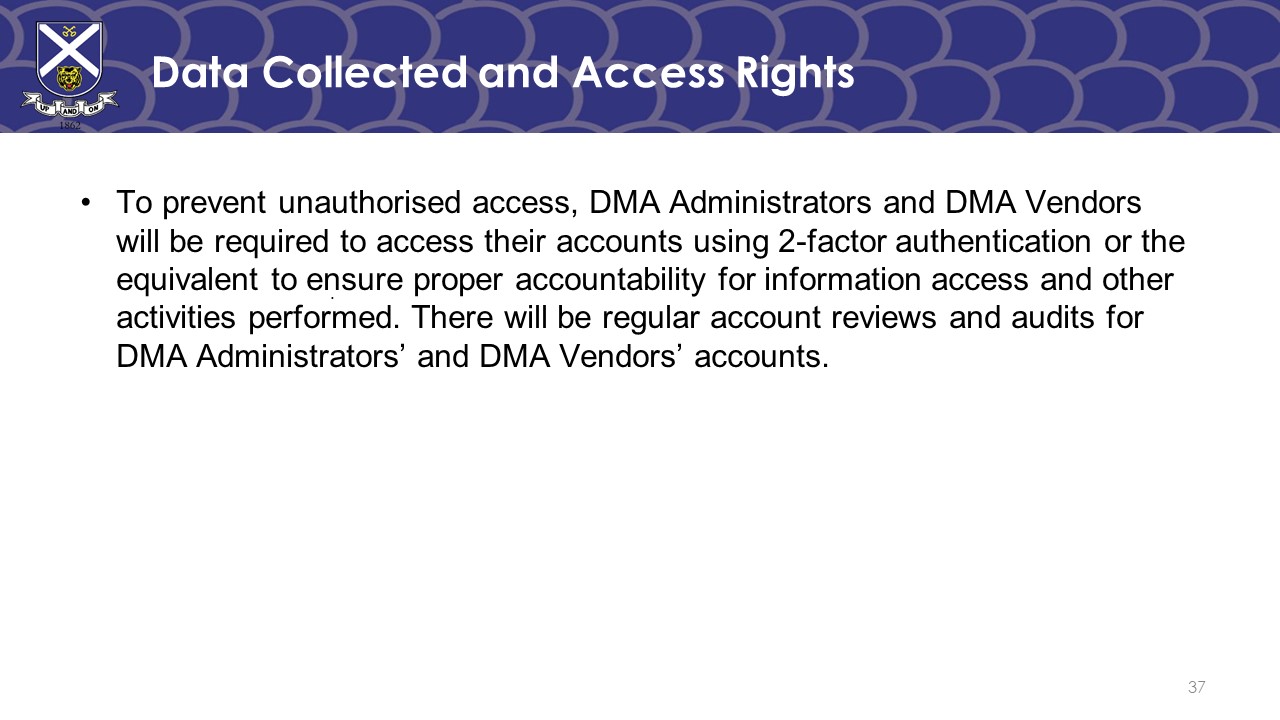 Data Collected and Access Rights
UP AND ON
1862
• To prevent unauthorised access, DMA Administrators and DMA Vendors
will be required to access their accounts using 2-factor authentication or the
equivalent to ensure proper accountability for information access and other
activities performed. There will be regular account reviews and audits for
DMA Administrators’ and DMA Vendors’ accounts.
37